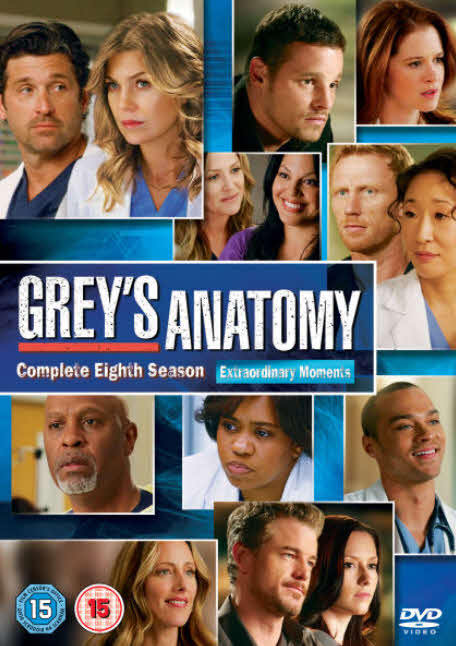 GREY'S ANATOMY
Complete Eighth Season Extraordinary Moments
15 15
DVD
VIDEO